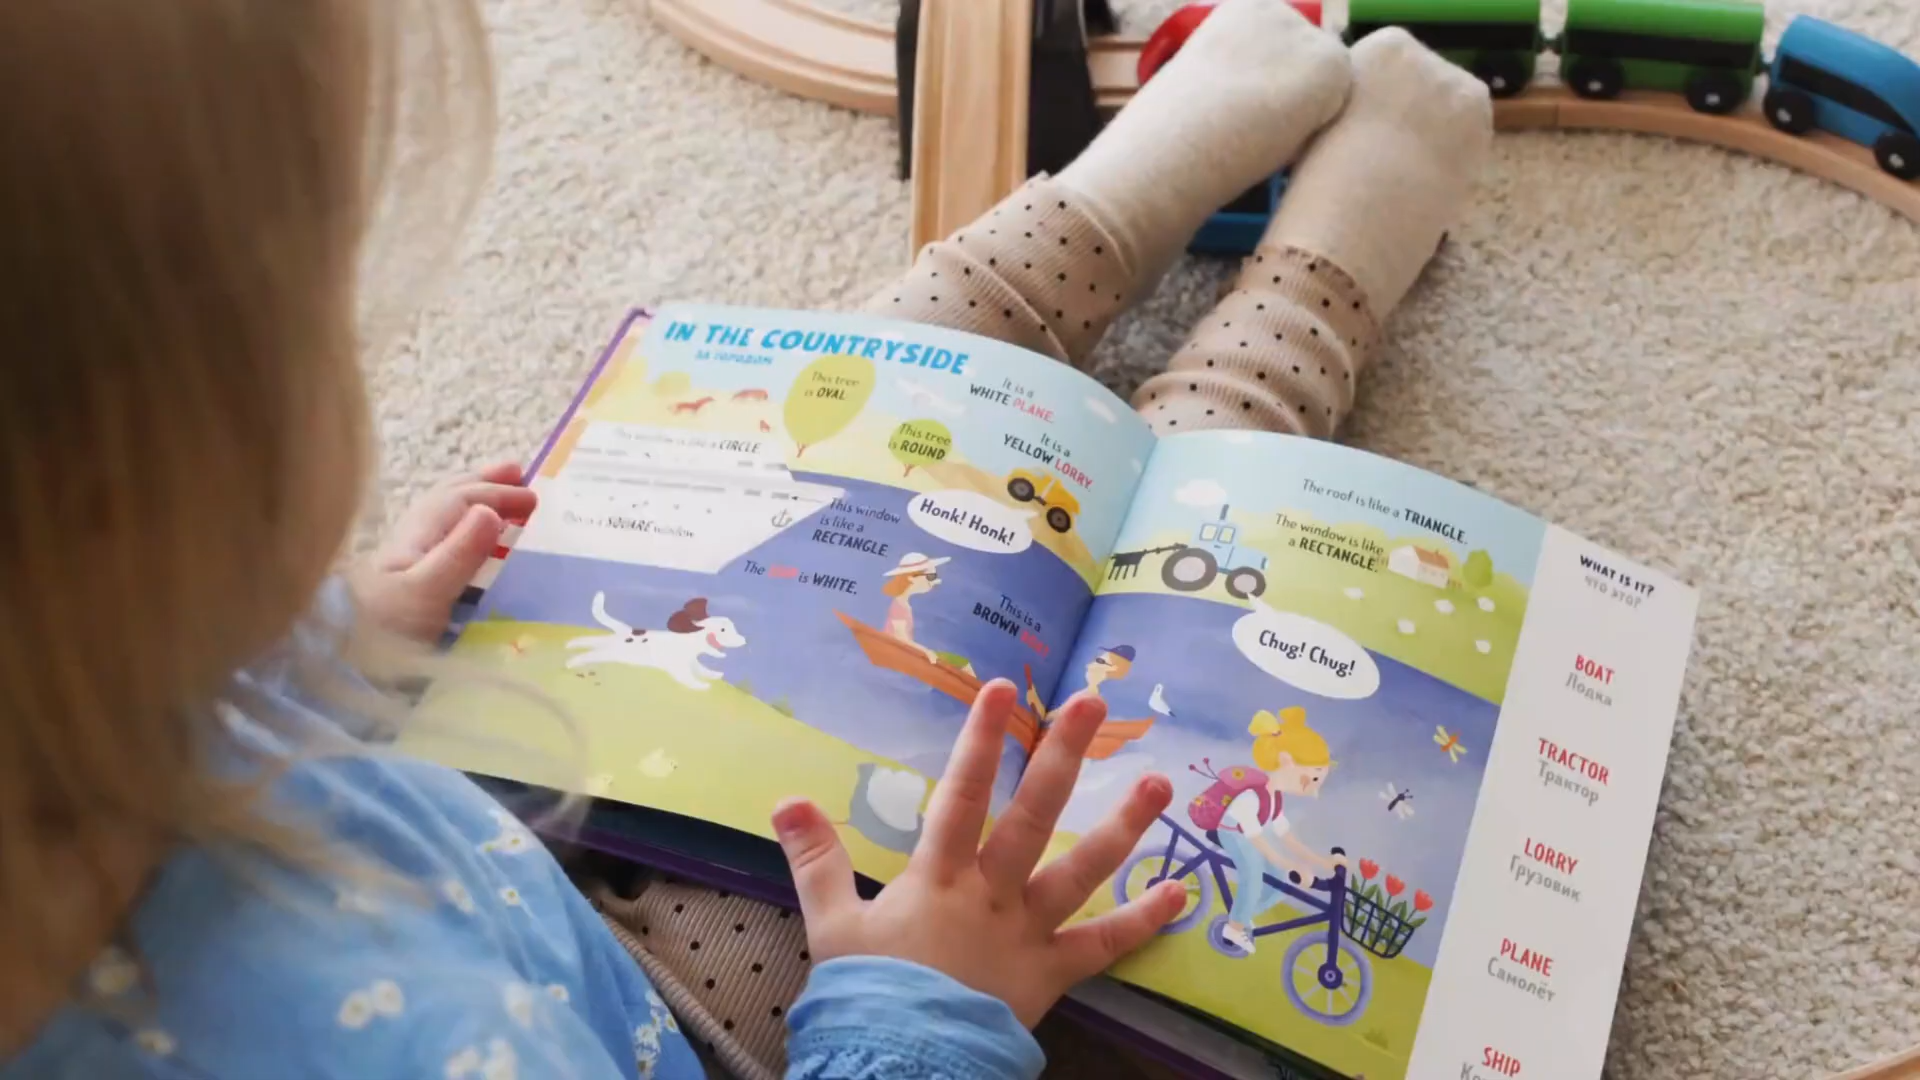 IN THE COUNTRYSIDE
ЗА ГОРОДОМ
This tree
is OVAL
It is a
WHITE PLANE.
This tree
is ROUND
It is a
YELLOW LORRY.
This window is like a CIRCLE.
This is a SQUARE window
This window
is like a
RECTANGLE.
Honk! Honk!
The SHIP is WHITE.
This is a
BROWN BOAT.
The roof is like a TRIANGLE.
The window is like
a RECTANGLE.
Chug! Chug!
WHAT IS IT?
ЧТО ЭТО?
BOAT
Лодка
TRACTOR
Трактор
LORRY
Грузовик
PLANE
Самолёт
SHIP